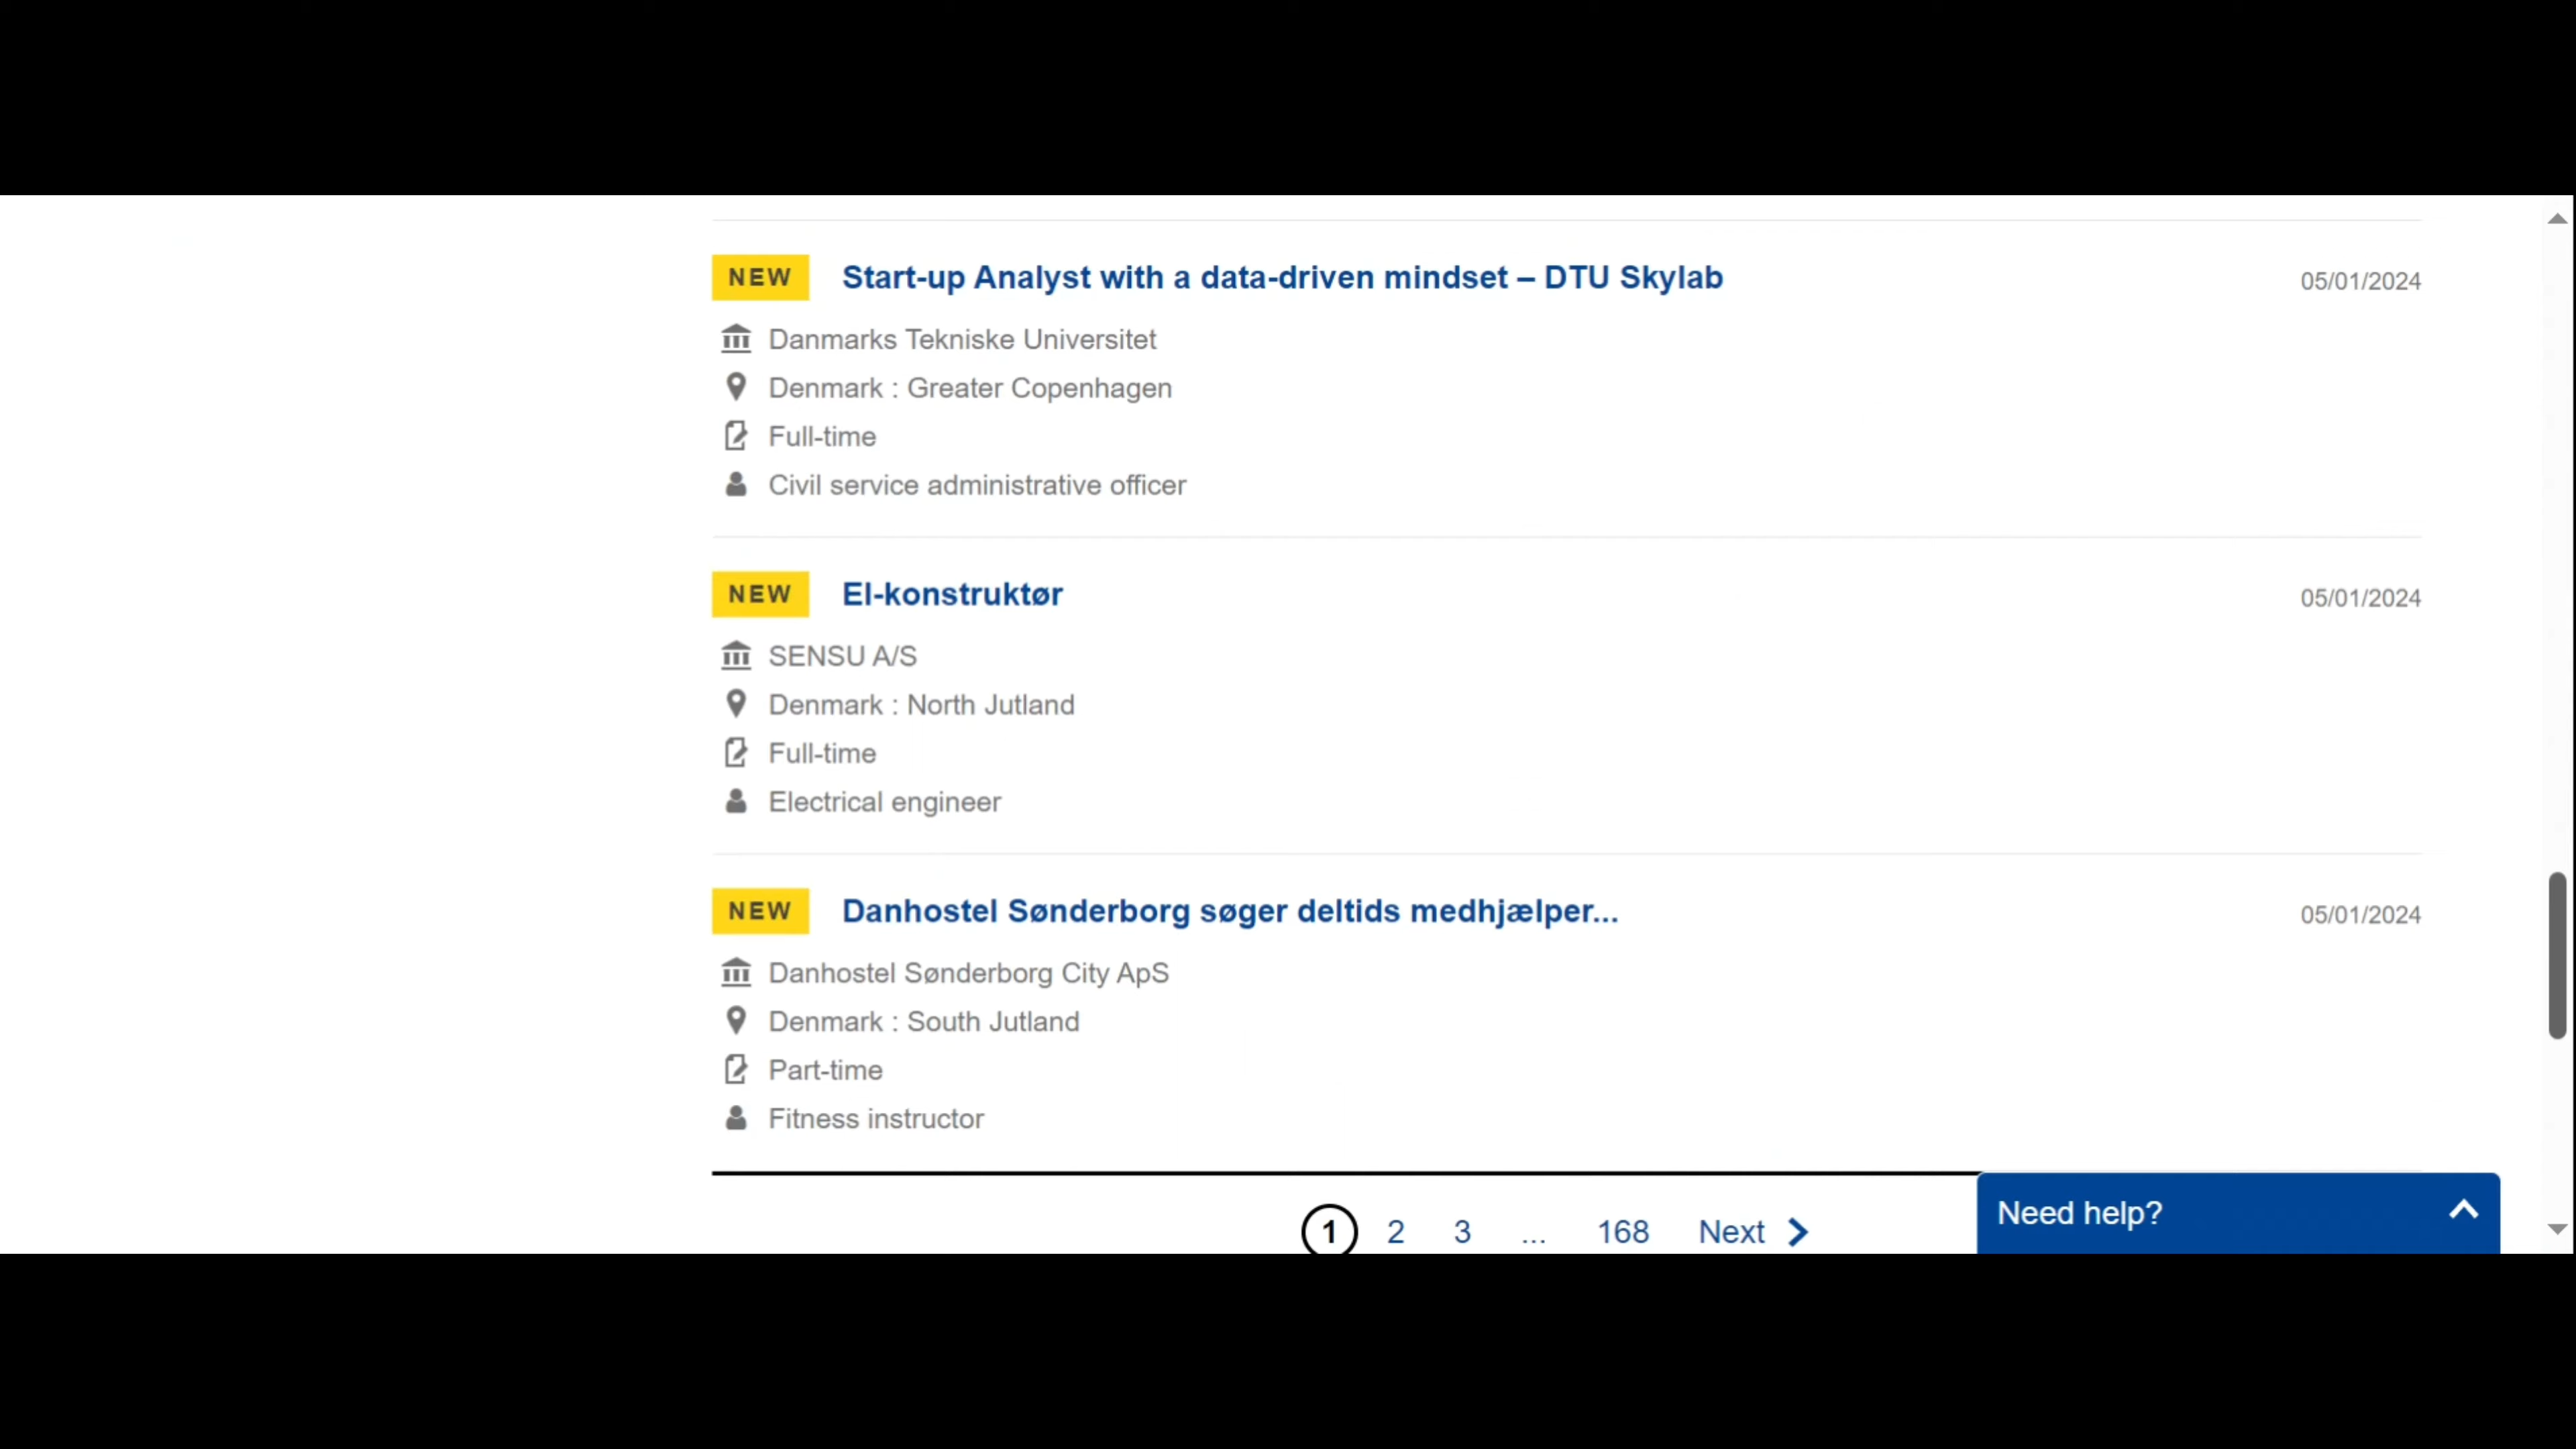 NEW Start-up Analyst with a data-driven mindset – DTU Skylab 05/01/2024
Danmarks Tekniske Universitet
Denmark : Greater Copenhagen
Full-time
Civil service administrative officer
NEW El-konstruktør 05/01/2024
SENSU A/S
Denmark : North Jutland
Full-time
Electrical engineer
NEW Danhostel Sønderborg søger deltids medhjælper... 05/01/2024
Danhostel Sønderborg City ApS
Denmark : South Jutland
Part-time
Fitness instructor
1 2 3 ... 168 Next
Need help?